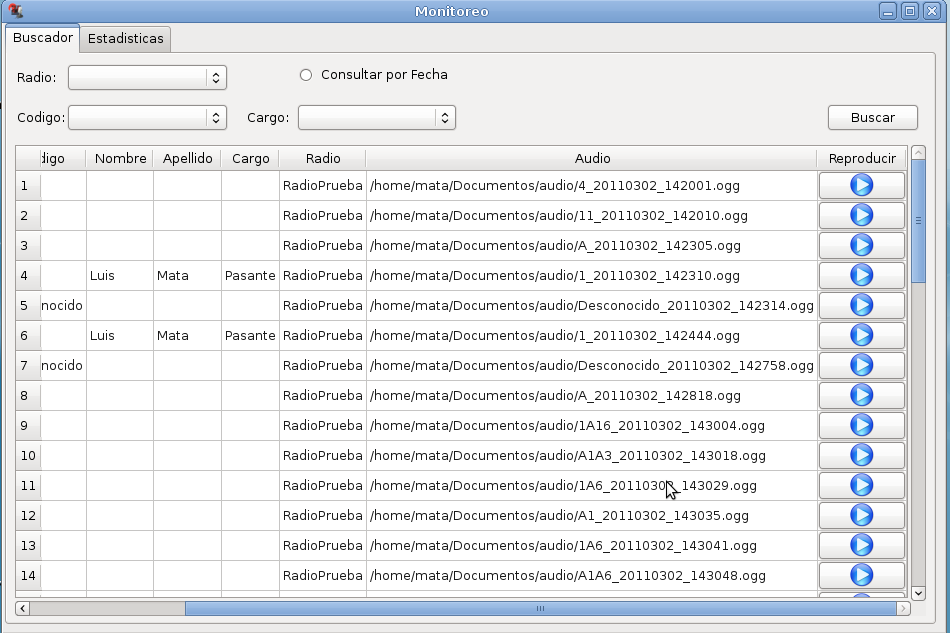 Monitoreo
Buscador Estadisticas
Radio: Consultar por Fecha
Codigo: Cargo: Buscar
digo Nombre Apellido Cargo Radio Audio Reproducir
1 RadioPrueba /home/mata/Documentos/audio/4_20110302_142001.ogg
2 RadioPrueba /home/mata/Documentos/audio/11_20110302_142010.ogg
3 RadioPrueba /home/mata/Documentos/audio/A_20110302_142305.ogg
4 Luis Mata Pasante RadioPrueba /home/mata/Documentos/audio/1_20110302_142310.ogg
5 nocido RadioPrueba /home/mata/Documentos/audio/Desconocido_20110302_142314.ogg
6 Luis Mata Pasante RadioPrueba /home/mata/Documentos/audio/1_20110302_142444.ogg
7 nocido RadioPrueba /home/mata/Documentos/audio/Desconocido_20110302_142758.ogg
8 RadioPrueba /home/mata/Documentos/audio/A_20110302_142818.ogg
9 RadioPrueba /home/mata/Documentos/audio/1A16_20110302_143004.ogg
10 RadioPrueba /home/mata/Documentos/audio/A1A3_20110302_143018.ogg
11 RadioPrueba /home/mata/Documentos/audio/1A6_20110302_143029.ogg
12 RadioPrueba /home/mata/Documentos/audio/A1_20110302_143035.ogg
13 RadioPrueba /home/mata/Documentos/audio/1A6_20110302_143041.ogg
14 RadioPrueba /home/mata/Documentos/audio/A1A6_20110302_143048.ogg